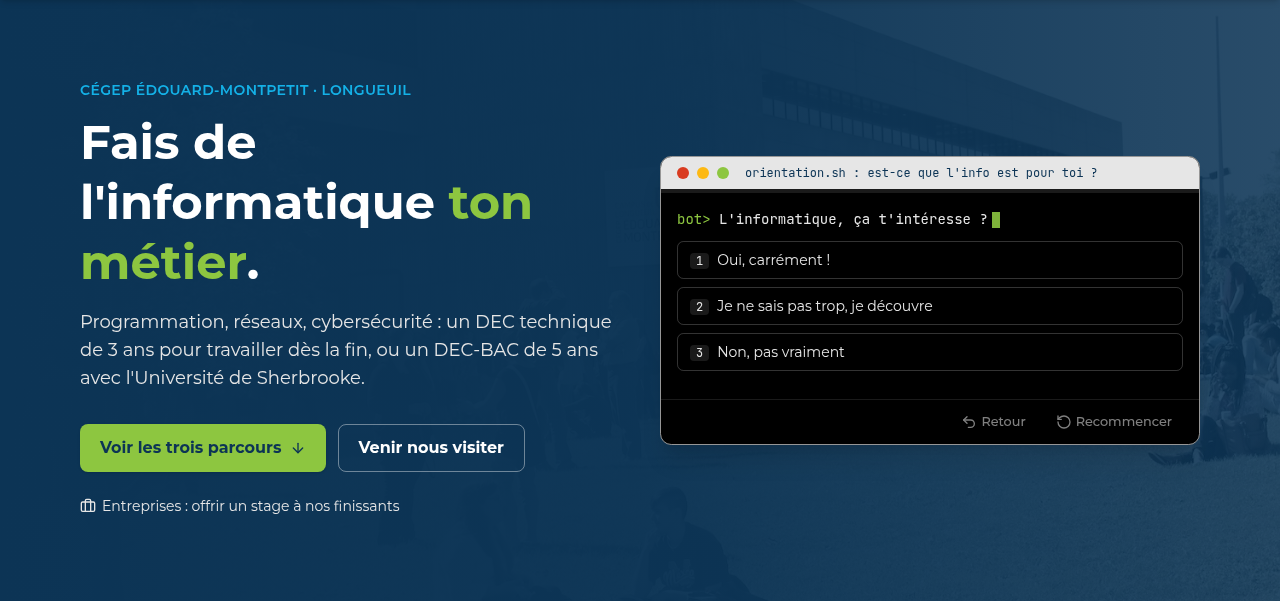 CÉGEP ÉDOUARD-MONTPETIT · LONGUEUIL
Fais de
l'informatique ton
métier.
Programmation, réseaux, cybersécurité : un DEC technique
de 3 ans pour travailler dès la fin, ou un DEC-BAC de 5 ans
avec l'Université de Sherbrooke.
Voir les trois parcours ↓
Venir nous visiter
Entreprises : offrir un stage à nos finissants
orientation.sh : est-ce que l'info est pour toi ?
bot> L'informatique, ça t'intéresse ?
1 Oui, carrément !
2 Je ne sais pas trop, je découvre
3 Non, pas vraiment
Retour
Recommencer